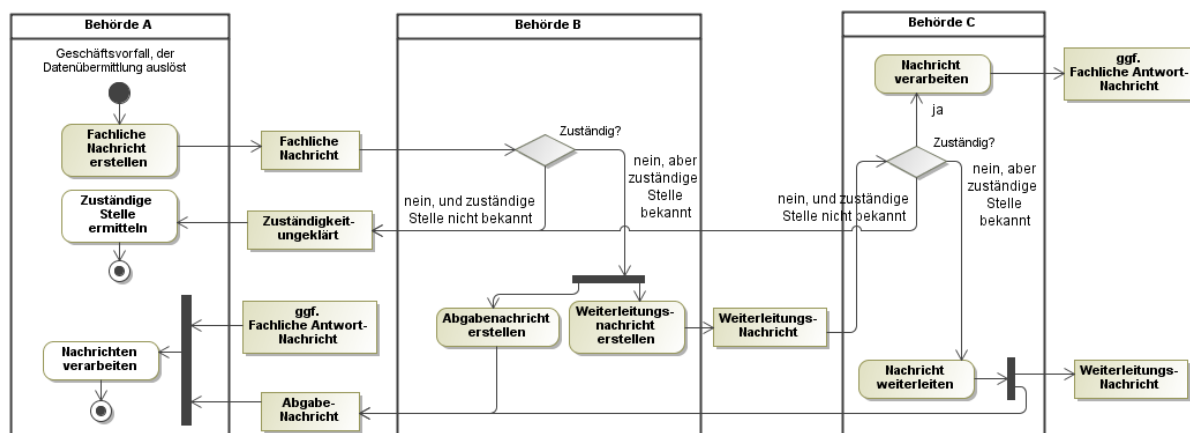 Behörde A
Geschäftsvorfall, der
Datenübermittlung auslöst
Fachliche
Nachricht
erstellen
Zuständige
Stelle
ermitteln
Nachrichten
verarbeiten
Fachliche
Nachricht
Zuständigkeit-
ungeklärt
ggf.
Fachliche Antwort-
Nachricht
Abgabe-
Nachricht
Behörde B
Zuständig?
nein, und zuständige
Stelle nicht bekannt
nein, aber
zuständige
Stelle
bekannt
Abgabenachricht
erstellen
Weiterleitungs-
nachricht
erstellen
Weiterleitungs-
Nachricht
Behörde C
Nachricht
verarbeiten
ja
Zuständig?
nein, und zuständige
Stelle nicht bekannt
nein, aber
zuständige
Stelle
bekannt
Nachricht
weiterleiten
ggf.
Fachliche Antwort-
Nachricht
Weiterleitungs-
Nachricht